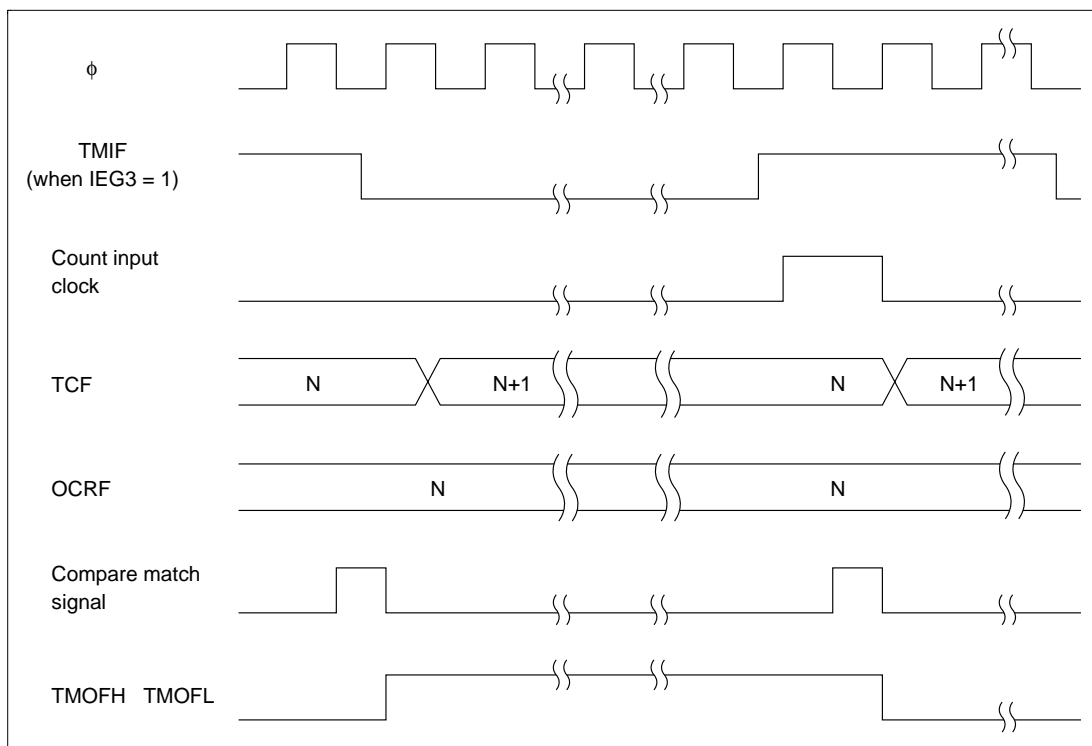 φ
TMIF
(when IEG3 = 1)
Count input
clock
TCF
N
N+1
N
N+1
OCRF
N
N
Compare match
signal
TMOFH TMOFL